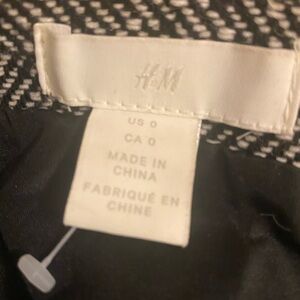 H&M
US 0
CA 0
MADE IN
CHINA
FABRIQUÉ EN
CHINE